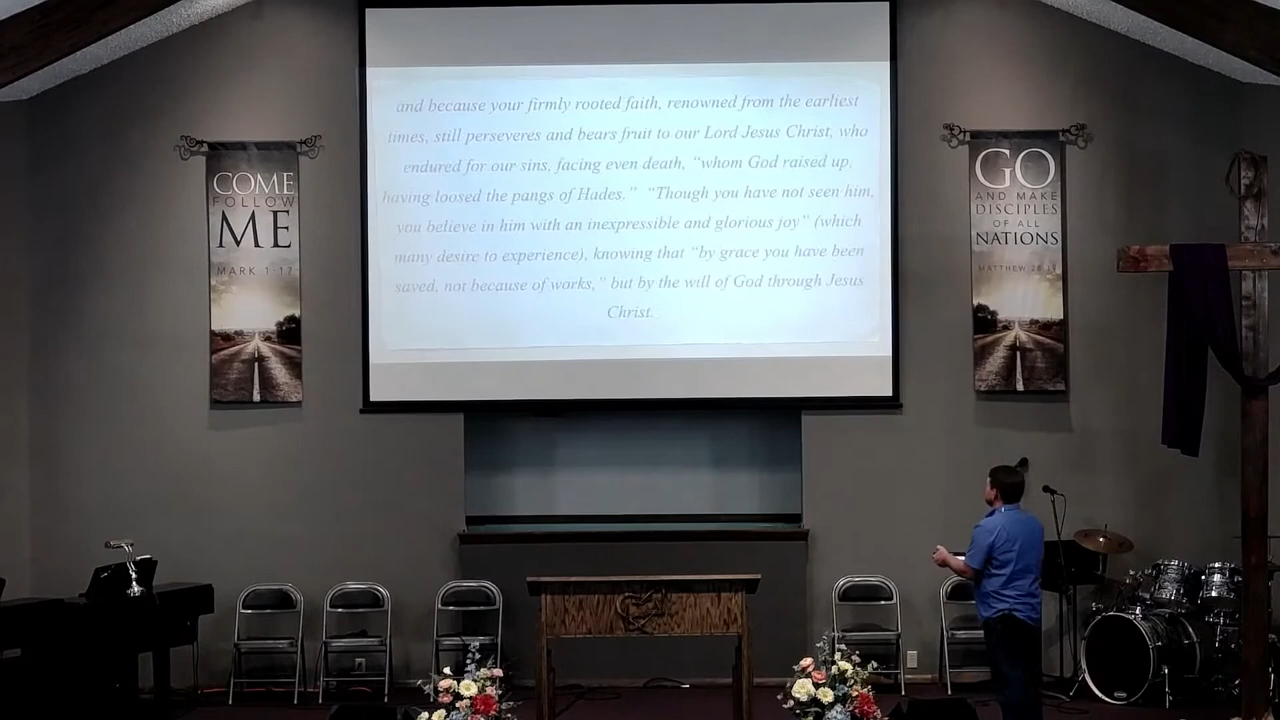 and because your firmly rooted faith, renowned from the earliest
times, still perseveres and bears fruit to our Lord Jesus Christ, who
endured for our sins, facing even death, “whom God raised up,
having loosed the pangs of Hades.” “Though you have not seen him,
you believe in him with an inexpressible and glorious joy” (which
many desire to experience), knowing that “by grace you have been
saved, not because of works,” but by the will of God through Jesus
Christ.
COME
FOLLOW
ME
MARK 1:17
GO
AND MAKE
DISCIPLES
OF ALL
NATIONS
MATTHEW 28:19